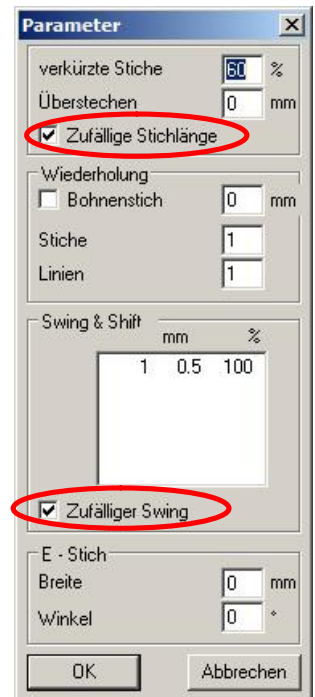 Parameter
verkürzte Stiche 60 %
Überstechen 0 mm
Zufällige Stichlänge
Wiederholung
Bohnenstich 0 mm
Stiche 1
Linien 1
Swing & Shift
mm %
1 0.5 100
Zufälliger Swing
E - Stich
Breite 0 mm
Winkel 0 °
OK Abbrechen